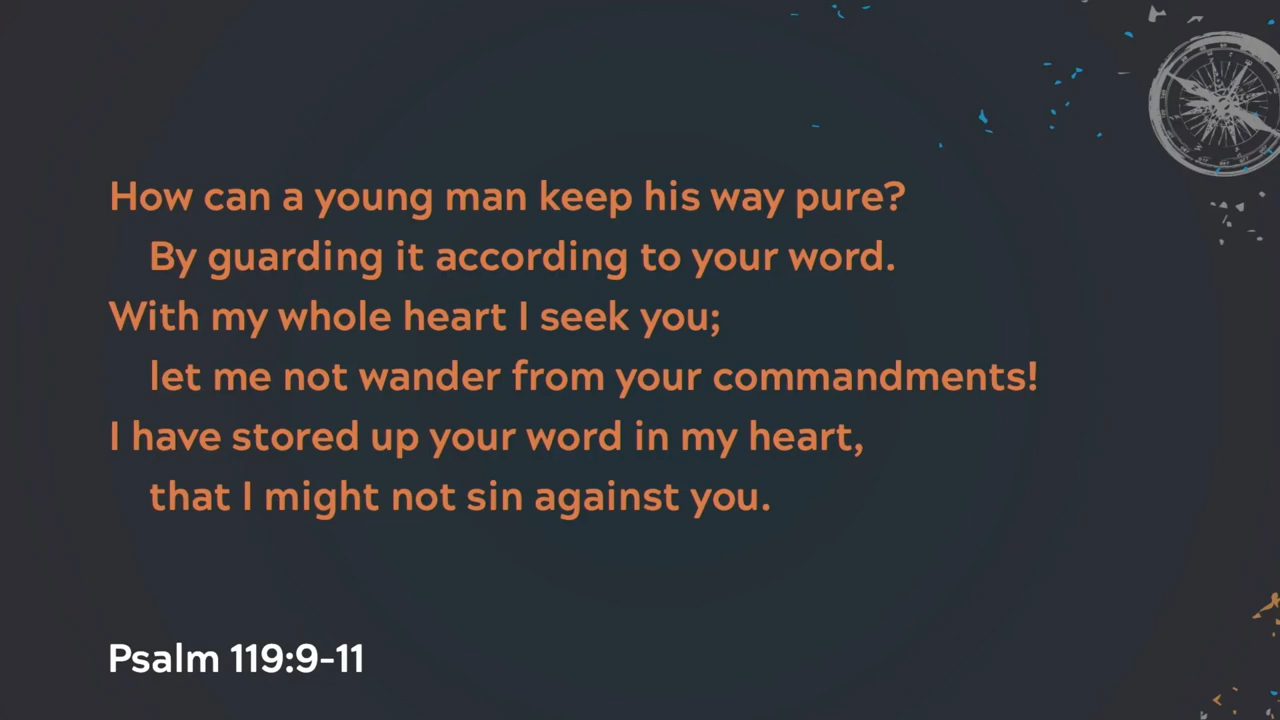 How can a young man keep his way pure?
By guarding it according to your word.
With my whole heart I seek you;
let me not wander from your commandments!
I have stored up your word in my heart,
that I might not sin against you.
Psalm 119:9-11